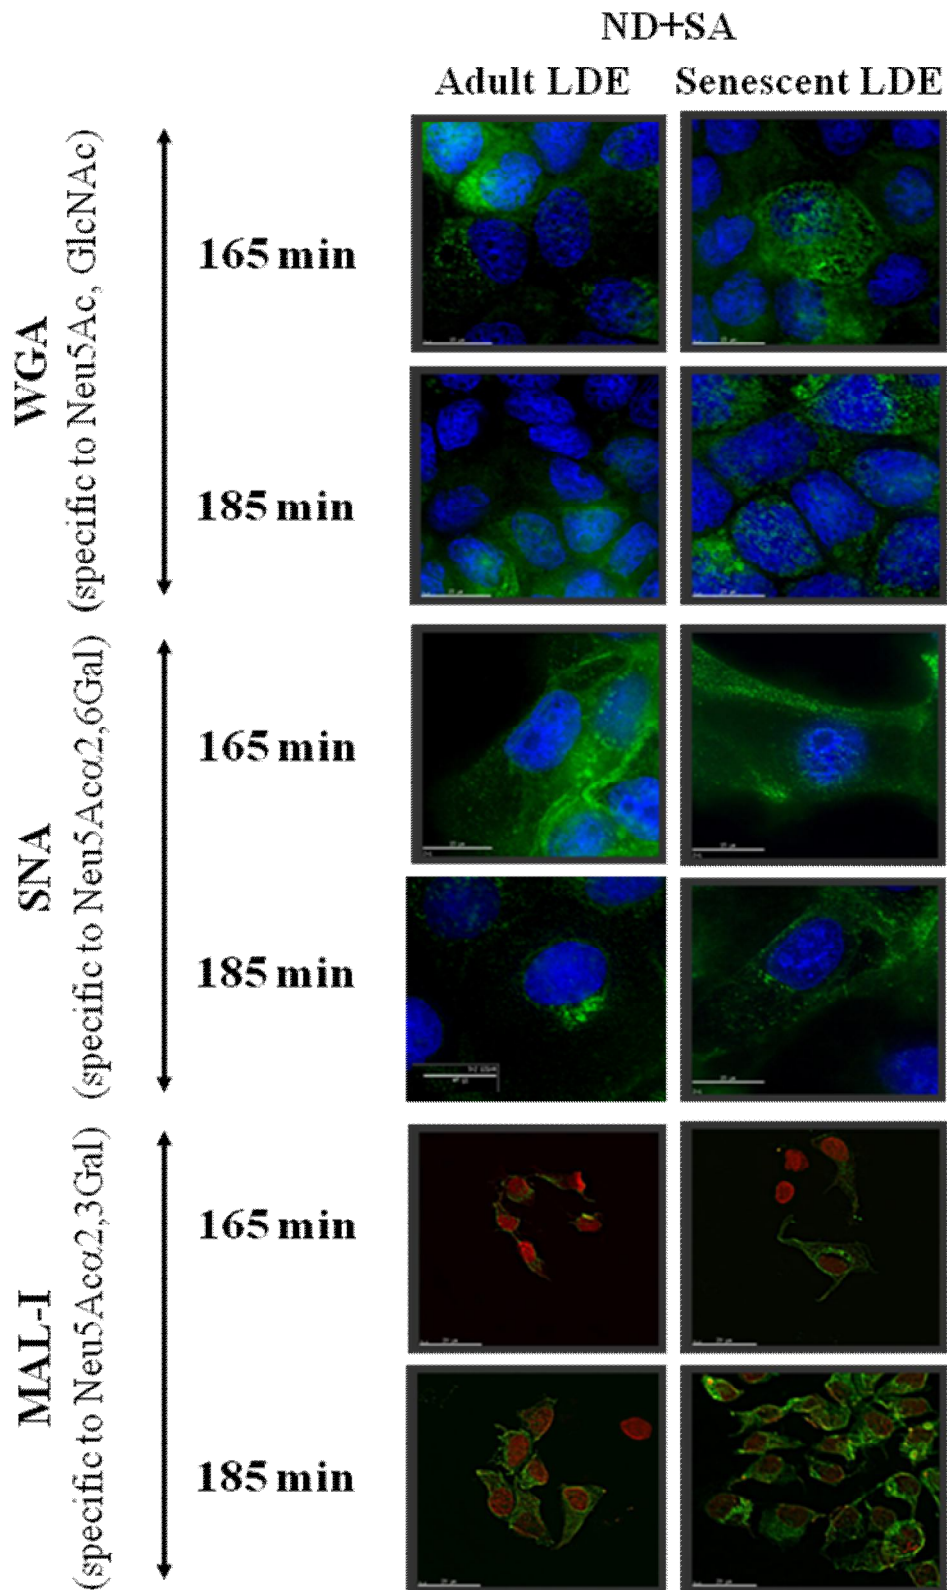 ND+SA
Adult LDE Senescent LDE
WGA
(specific to Neu5Ac, GlcNAc)
165 min
185 min
SNA
(specific to Neu5Acα2,6Gal)
165 min
185 min
MAL-I
(specific to Neu5Acα2,3Gal)
165 min
185 min